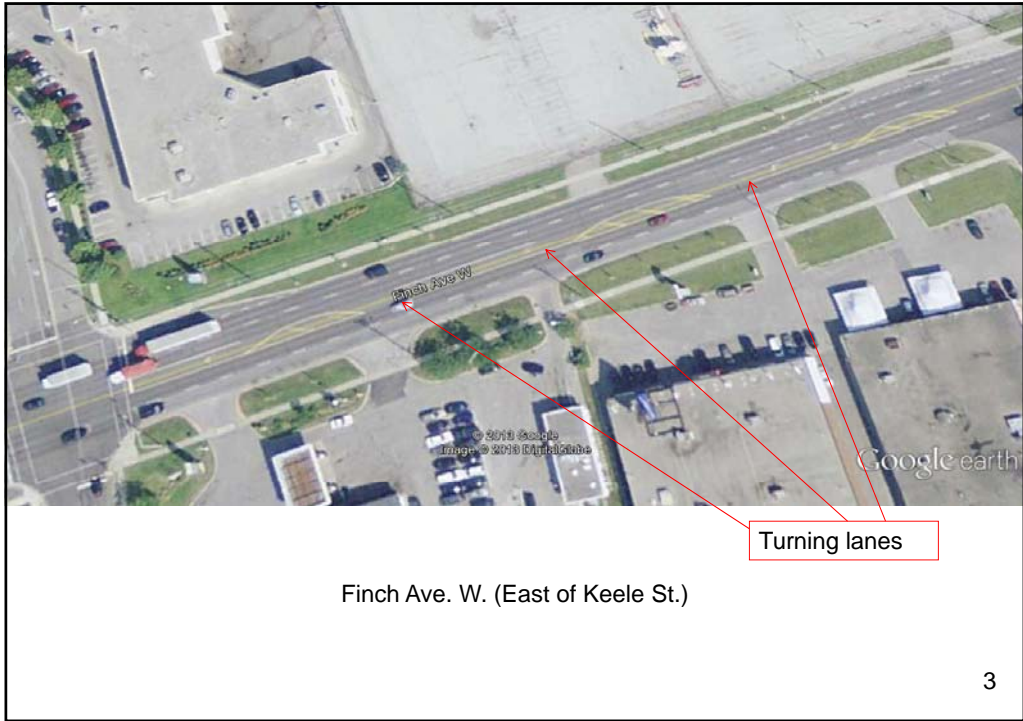 Finch Ave W
© 2013 Google
Image © 2013 DigitalGlobe
Google earth
Turning lanes
Finch Ave. W. (East of Keele St.)
3